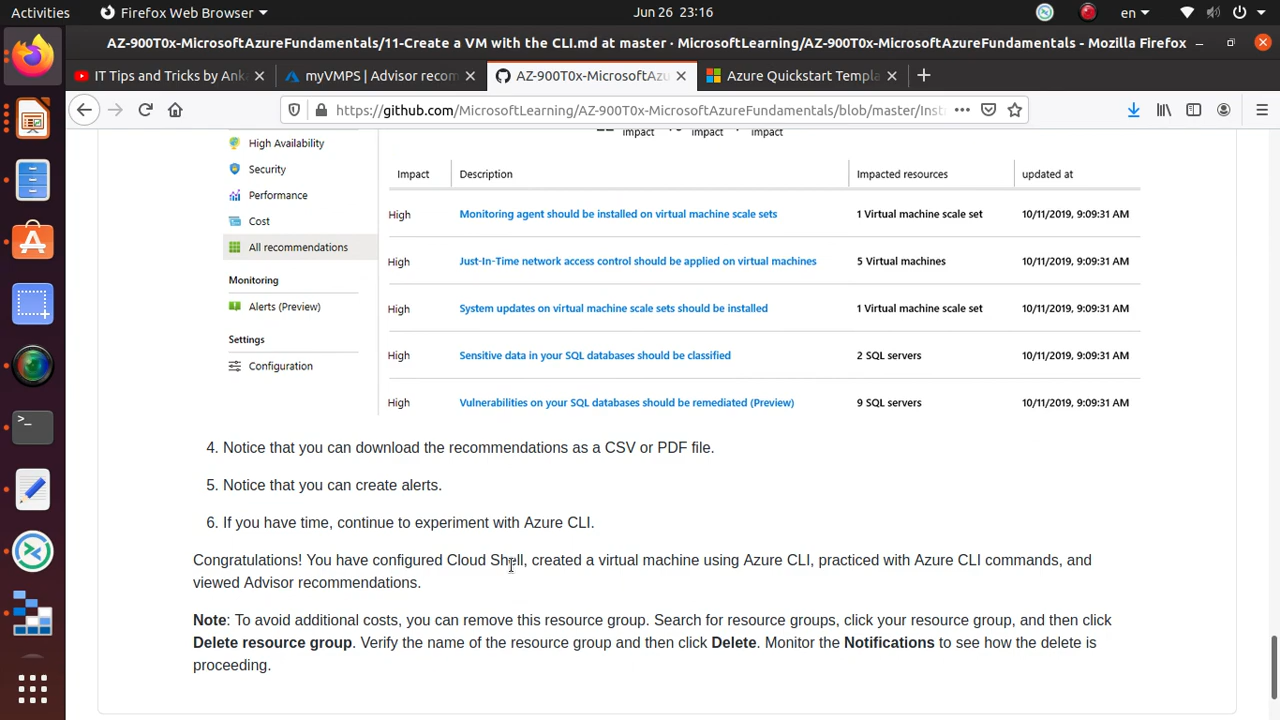 Activities
Firefox Web Browser
Jun 26 23:16
en
AZ-900T0x-MicrosoftAzureFundamentals/11-Create a VM with the CLI.md at master · MicrosoftLearning/AZ-900T0x-MicrosoftAzureFundamentals - Mozilla Firefox
IT Tips and Tricks by Ank
myVMPS | Advisor recom
AZ-900T0x-MicrosoftAzu
Azure Quickstart Templa
https://github.com/MicrosoftLearning/AZ-900T0x-MicrosoftAzureFundamentals/blob/master/Inst
impact impact impact
High Availability
Security
Performance
Cost
All recommendations
Monitoring
Alerts (Preview)
Settings
Configuration
Impact Description Impacted resources updated at
High Monitoring agent should be installed on virtual machine scale sets 1 Virtual machine scale set 10/11/2019, 9:09:31 AM
High Just-In-Time network access control should be applied on virtual machines 5 Virtual machines 10/11/2019, 9:09:31 AM
High System updates on virtual machine scale sets should be installed 1 Virtual machine scale set 10/11/2019, 9:09:31 AM
High Sensitive data in your SQL databases should be classified 2 SQL servers 10/11/2019, 9:09:31 AM
High Vulnerabilities on your SQL databases should be remediated (Preview) 9 SQL servers 10/11/2019, 9:09:31 AM
4. Notice that you can download the recommendations as a CSV or PDF file.
5. Notice that you can create alerts.
6. If you have time, continue to experiment with Azure CLI.
Congratulations! You have configured Cloud Shell, created a virtual machine using Azure CLI, practiced with Azure CLI commands, and
viewed Advisor recommendations.
Note: To avoid additional costs, you can remove this resource group. Search for resource groups, click your resource group, and then click
Delete resource group. Verify the name of the resource group and then click Delete. Monitor the Notifications to see how the delete is
proceeding.